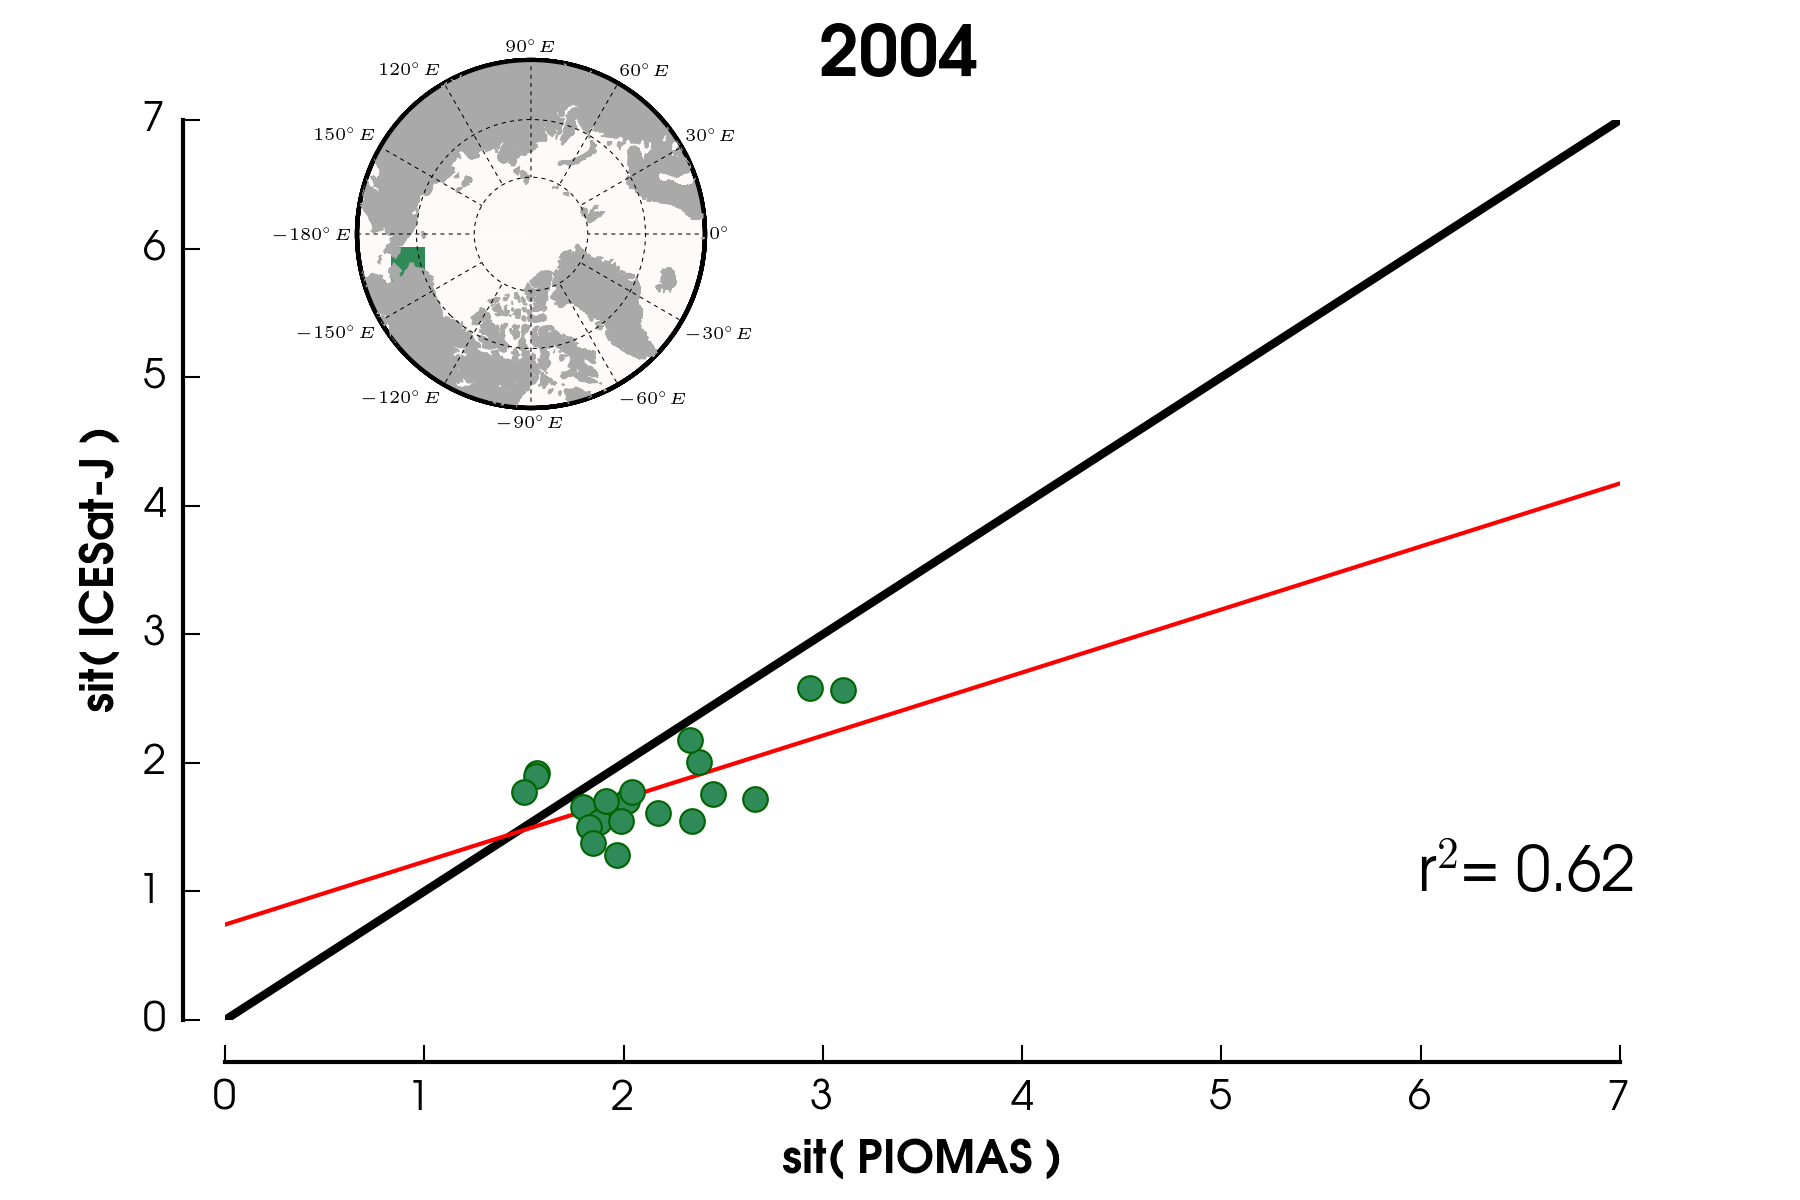 2004
90° E
120° E
60° E
150° E
30° E
−180° E
0°
−150° E
−30° E
−120° E
−60° E
−90° E
7
6
5
4
3
2
1
0
sit( ICESat-J )
r²= 0.62
0 1 2 3 4 5 6 7
sit( PIOMAS )